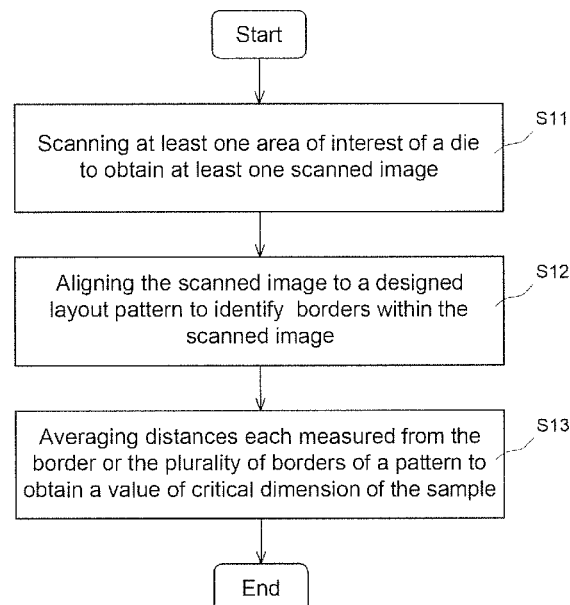 Start
S11
Scanning at least one area of interest of a die
to obtain at least one scanned image
S12
Aligning the scanned image to a designed
layout pattern to identify borders within the
scanned image
S13
Averaging distances each measured from the
border or the plurality of borders of a pattern to
obtain a value of critical dimension of the sample
End